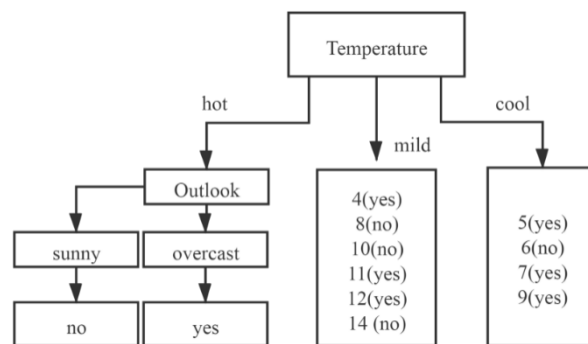 Temperature
hot
mild
cool
Outlook
sunny
overcast
no
yes
4(yes)
8(no)
10(no)
11(yes)
12(yes)
14 (no)
5(yes)
6(no)
7(yes)
9(yes)